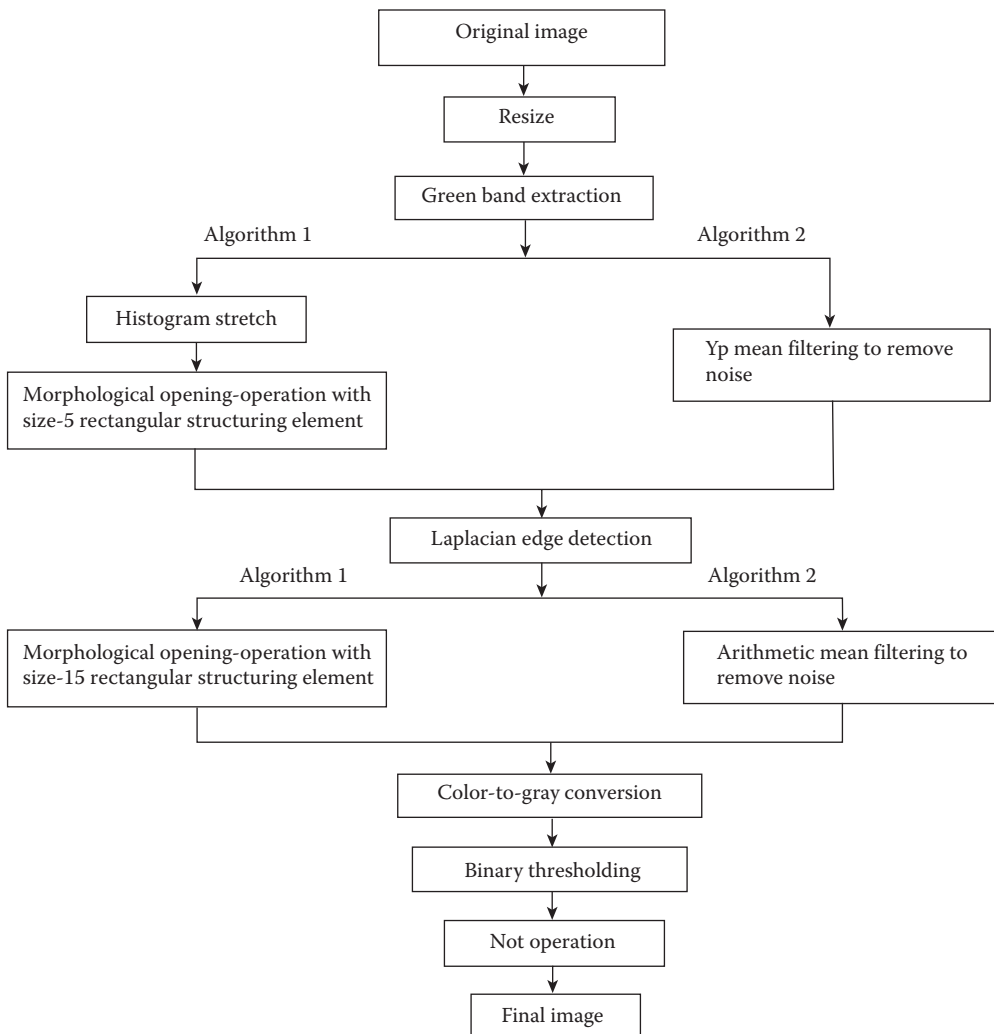 Original image
Resize
Green band extraction
Algorithm 1
Algorithm 2
Histogram stretch
Yp mean filtering to remove
noise
Morphological opening-operation with
size-5 rectangular structuring element
Laplacian edge detection
Algorithm 1
Algorithm 2
Morphological opening-operation with
size-15 rectangular structuring element
Arithmetic mean filtering to
remove noise
Color-to-gray conversion
Binary thresholding
Not operation
Final image